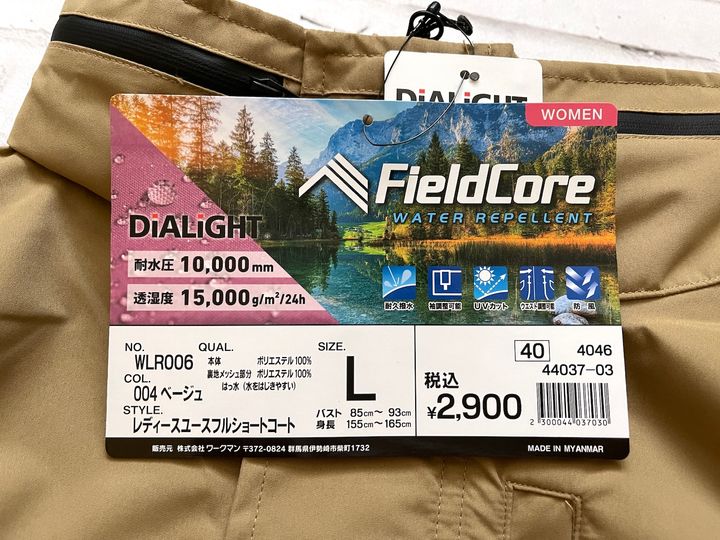 DiALiGHT
WOMEN
FieldCore
WATER REPELLENT
DiALiGHT
耐水圧 10,000mm
透湿度 15,000g/m²/24h
耐久撥水
袖調整可能
UVカット
ウエスト調整可能
防風
NO.
WLR006
COL.
004 ベージュ
STYLE.
レディースユースフルショートコート
QUAL.
本体 ポリエステル 100%
裏地メッシュ部分 ポリエステル 100%
はっ水（水をはじきやすい）
SIZE.
L
バスト 85cm〜 93cm
身長 155cm〜165cm
40 4046
44037-03
税込
¥2,900
2 300044 037030
販売元 株式会社 ワークマン 〒372-0824 群馬県伊勢崎市柴町1732
MADE IN MYANMAR